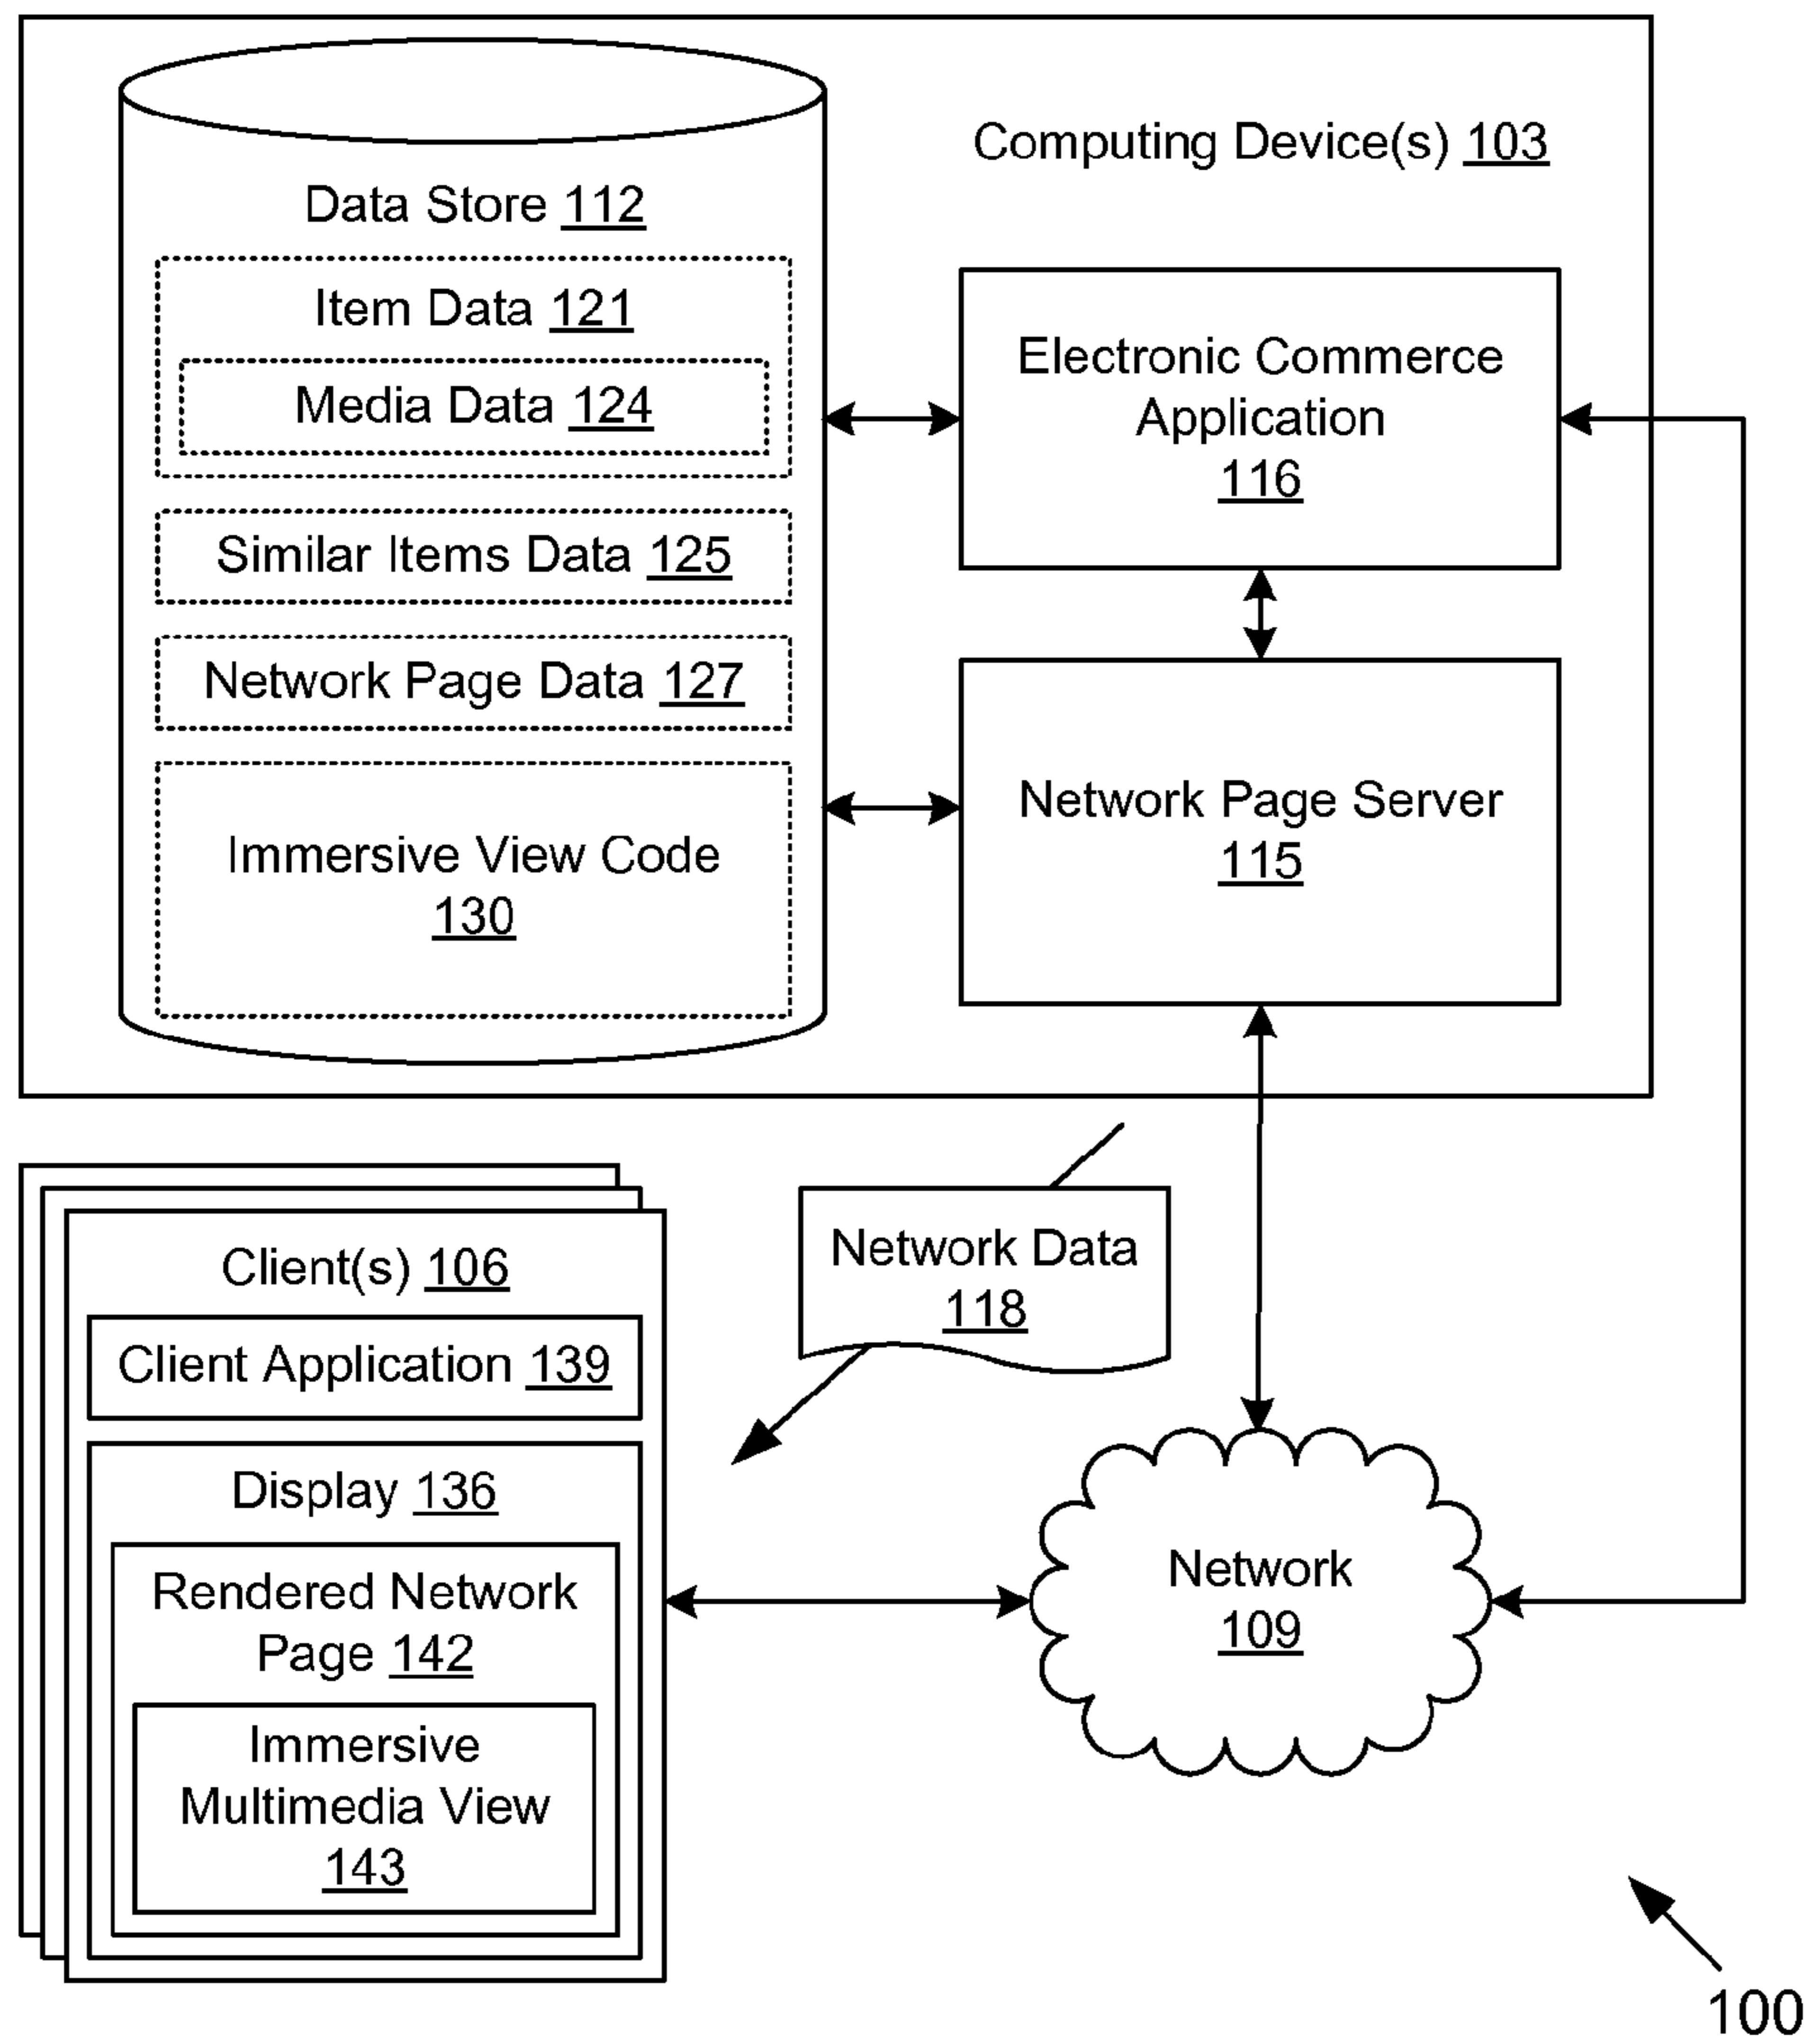 Computing Device(s) 103
Data Store 112
Item Data 121
Media Data 124
Similar Items Data 125
Network Page Data 127
Immersive View Code
130
Electronic Commerce
Application
116
Network Page Server
115
Network Data
118
Client(s) 106
Client Application 139
Display 136
Rendered Network
Page 142
Immersive
Multimedia View
143
Network
109
100